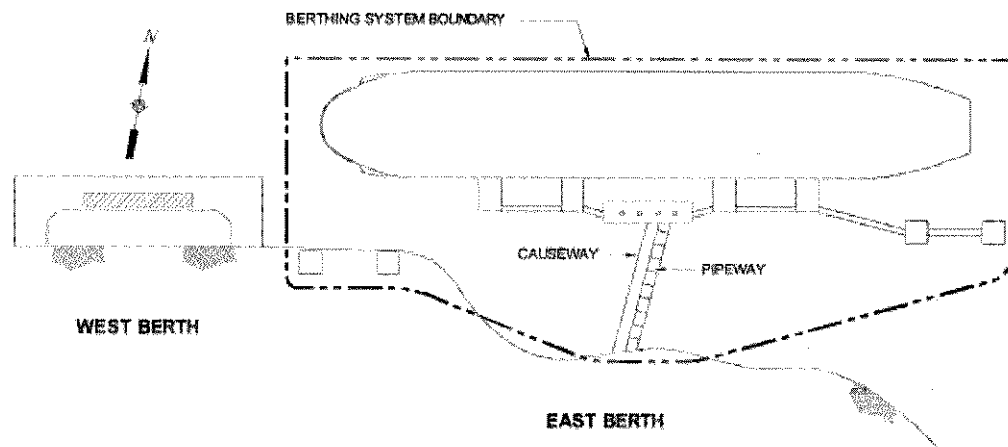 BERTHING SYSTEM BOUNDARY
N
CAUSEWAY
PIPEWAY
WEST BERTH
EAST BERTH